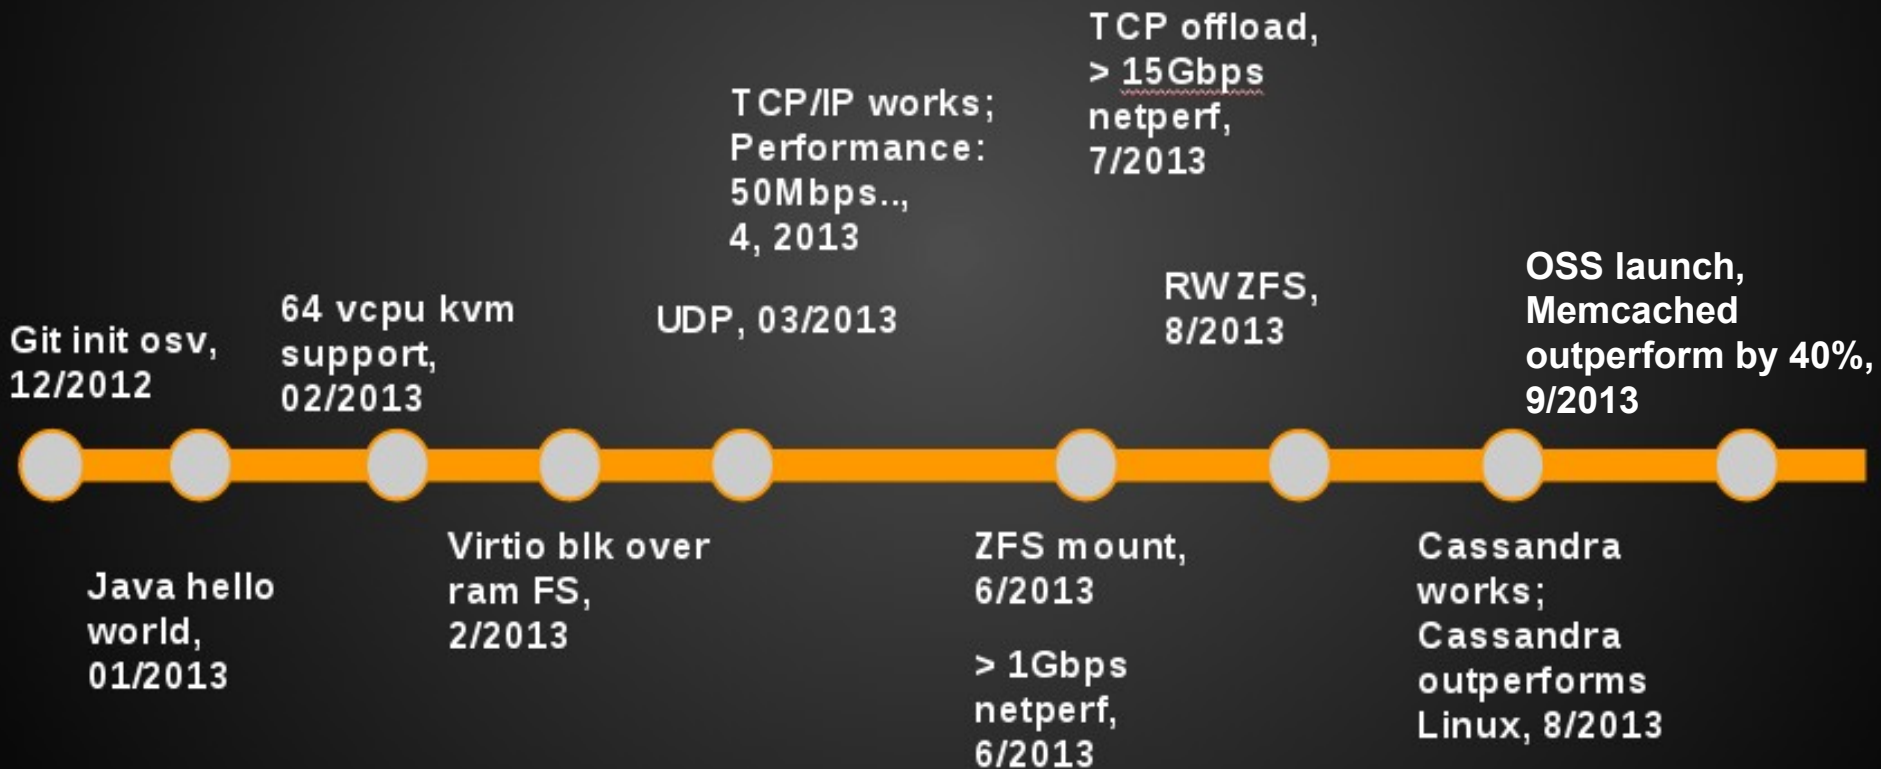 Git init osv,
12/2012
Java hello
world,
01/2013
64 vcpu kvm
support,
02/2013
Virtio blk over
ram FS,
2/2013
UDP, 03/2013
TCP/IP works;
Performance:
50Mbps..,
4, 2013
ZFS mount,
6/2013
> 1Gbps
netperf,
6/2013
TCP offload,
> 15Gbps
netperf,
7/2013
RW ZFS,
8/2013
Cassandra
works;
Cassandra
outperforms
Linux, 8/2013
OSS launch,
Memcached
outperform by 40%,
9/2013